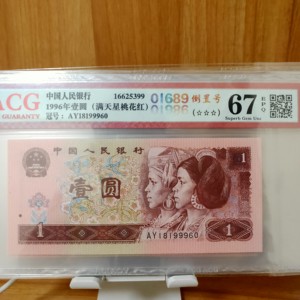 ACG
GUARANTY
中国人民银行 16625399
1996年壹圆 (满天星桃花红)
冠号: AY18199960
01689 倒置号
(☆☆☆)
67 EPQ
Superb Gem Unc
中国人民银行
1
壹圆
1
AY18199960
1